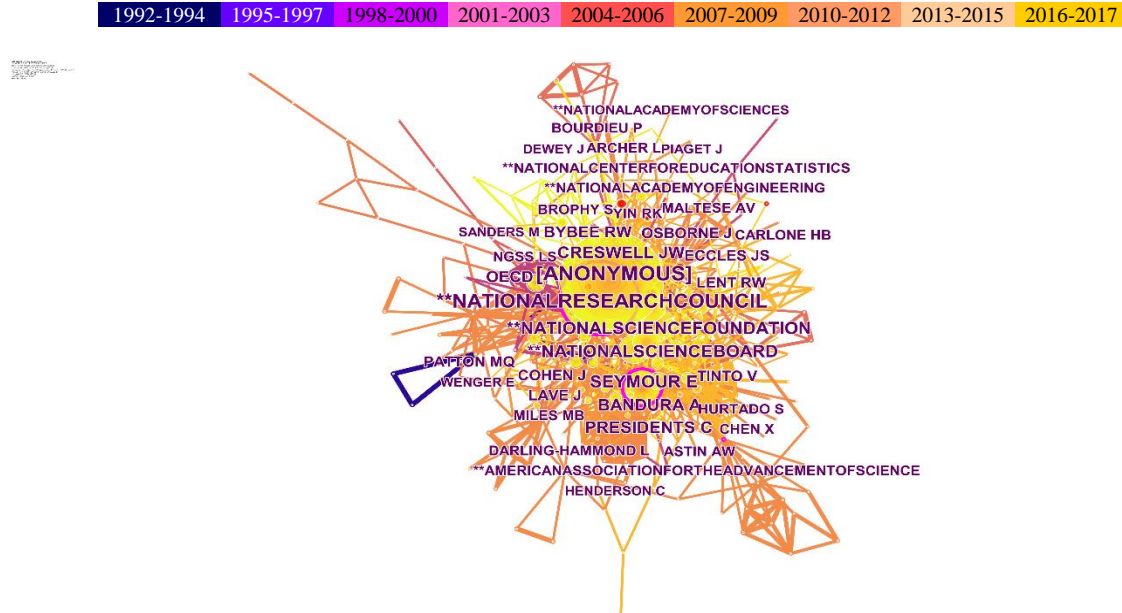 1992-1994 1995-1997 1998-2000 2001-2003 2004-2006 2007-2009 2010-2012 2013-2015 2016-2017
**NATIONALACADEMYOFSCIENCES
BOURDIEU P
DEWEY J ARCHER L PIAGET J
**NATIONALCENTERFOREDUCATIONSTATISTICS
**NATIONALACADEMYOFENGINEERING
BROPHY S YIN RK MALTESE AV
SANDERS M BYBEE RW OSBORNE J CARLONE HB
NGSS LS CRESWELL JW ECCLES JS
OECD [ANONYMOUS] LENT RW
**NATIONALRESEARCHCOUNCIL
**NATIONALSCIENCEFOUNDATION
**NATIONALSCIENCEBOARD
PATTON MQ COHEN J SEYMOUR E TINTO V
WENGER E LAVE J BANDURA A HURTADO S
MILES MB PRESIDENTS C CHEN X
DARLING-HAMMOND L ASTIN AW
**AMERICANASSOCIATIONFORTHEADVANCEMENTOFSCIENCE
HENDERSON C